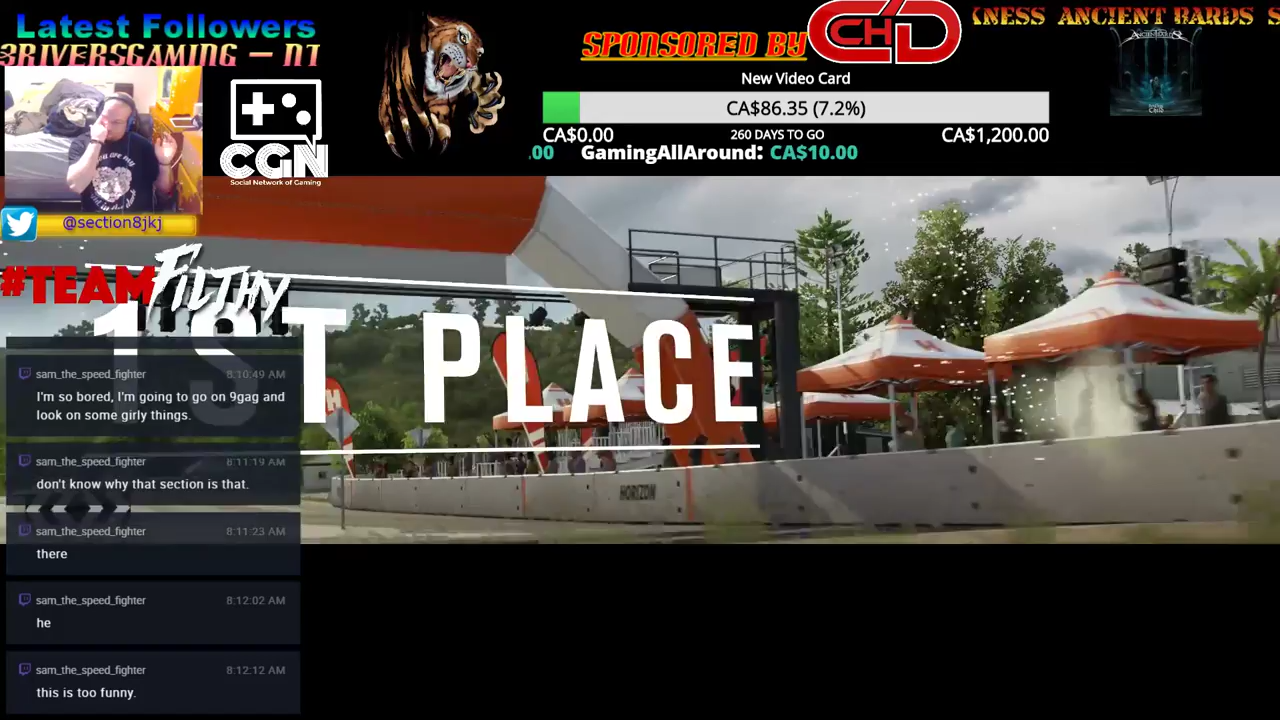 Latest Followers
3RIVERSGAMING - NI
SPONSORED BY
CHD
KNESS ANCIENT BARDS S
New Video Card
CA$86.35 (7.2%)
CA$0.00
260 DAYS TO GO
CA$1,200.00
.00 GamingAllAround: CA$10.00
CGN
Social Network of Gaming
@section8jkj
#TEAM FILTHY
1ST PLACE
HORIZON
sam_the_speed_fighter 8:10:49 AM
I'm so bored, I'm going to go on 9gag and
look on some girly things.
sam_the_speed_fighter 8:11:19 AM
don't know why that section is that.
sam_the_speed_fighter 8:11:23 AM
there
sam_the_speed_fighter 8:12:02 AM
he
sam_the_speed_fighter 8:12:12 AM
this is too funny.